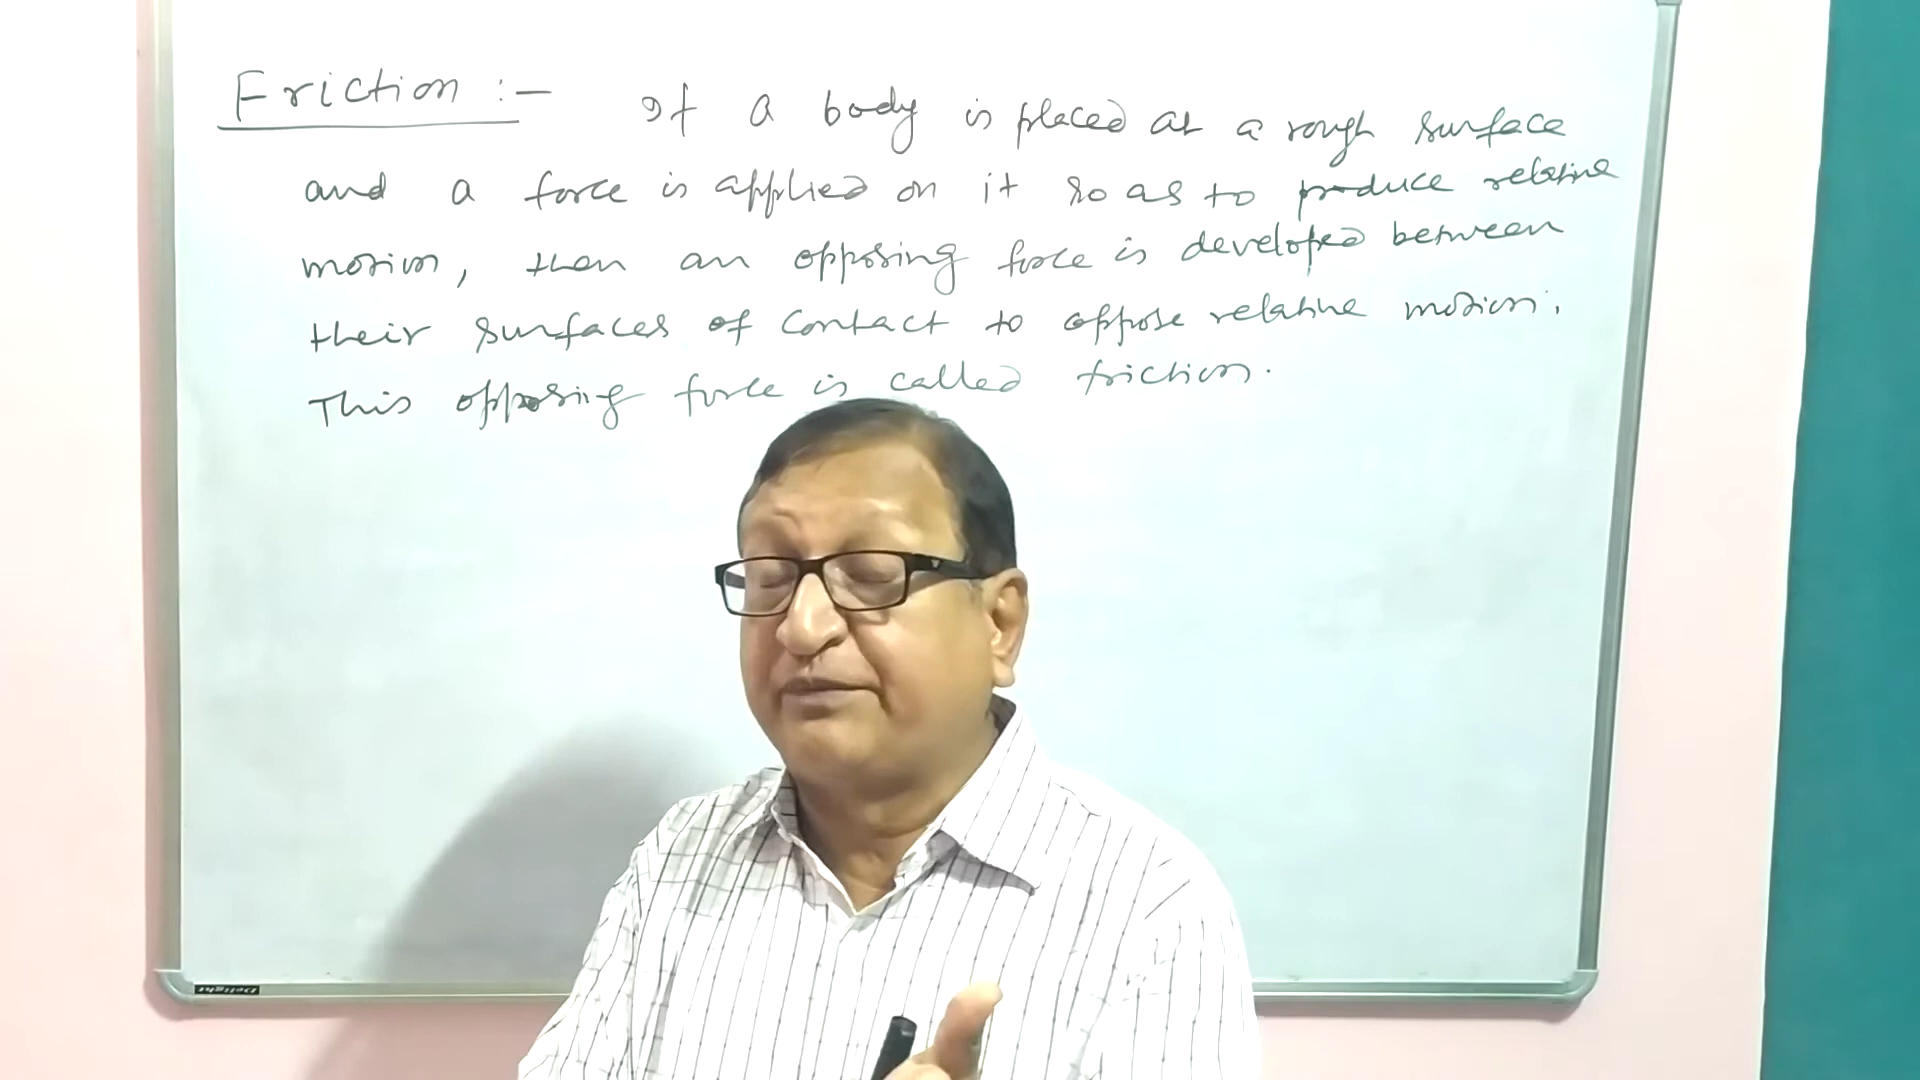 Friction :- If a body is placed at a rough surface
and a force is applied on it so as to produce relative
motion, then an opposing force is developed between
their surfaces of contact to oppose relative motion.
This opposing force is called friction.
Delight